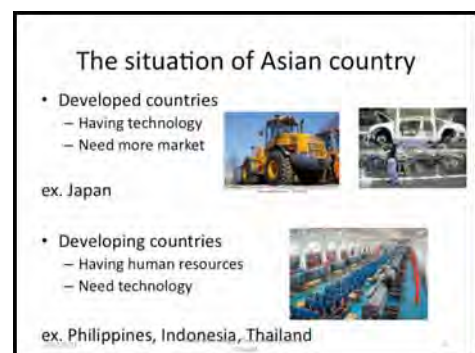 The situation of Asian country
• Developed countries
– Having technology
– Need more market
ex. Japan
• Developing countries
– Having human resources
– Need technology
ex. Philippines, Indonesia, Thailand